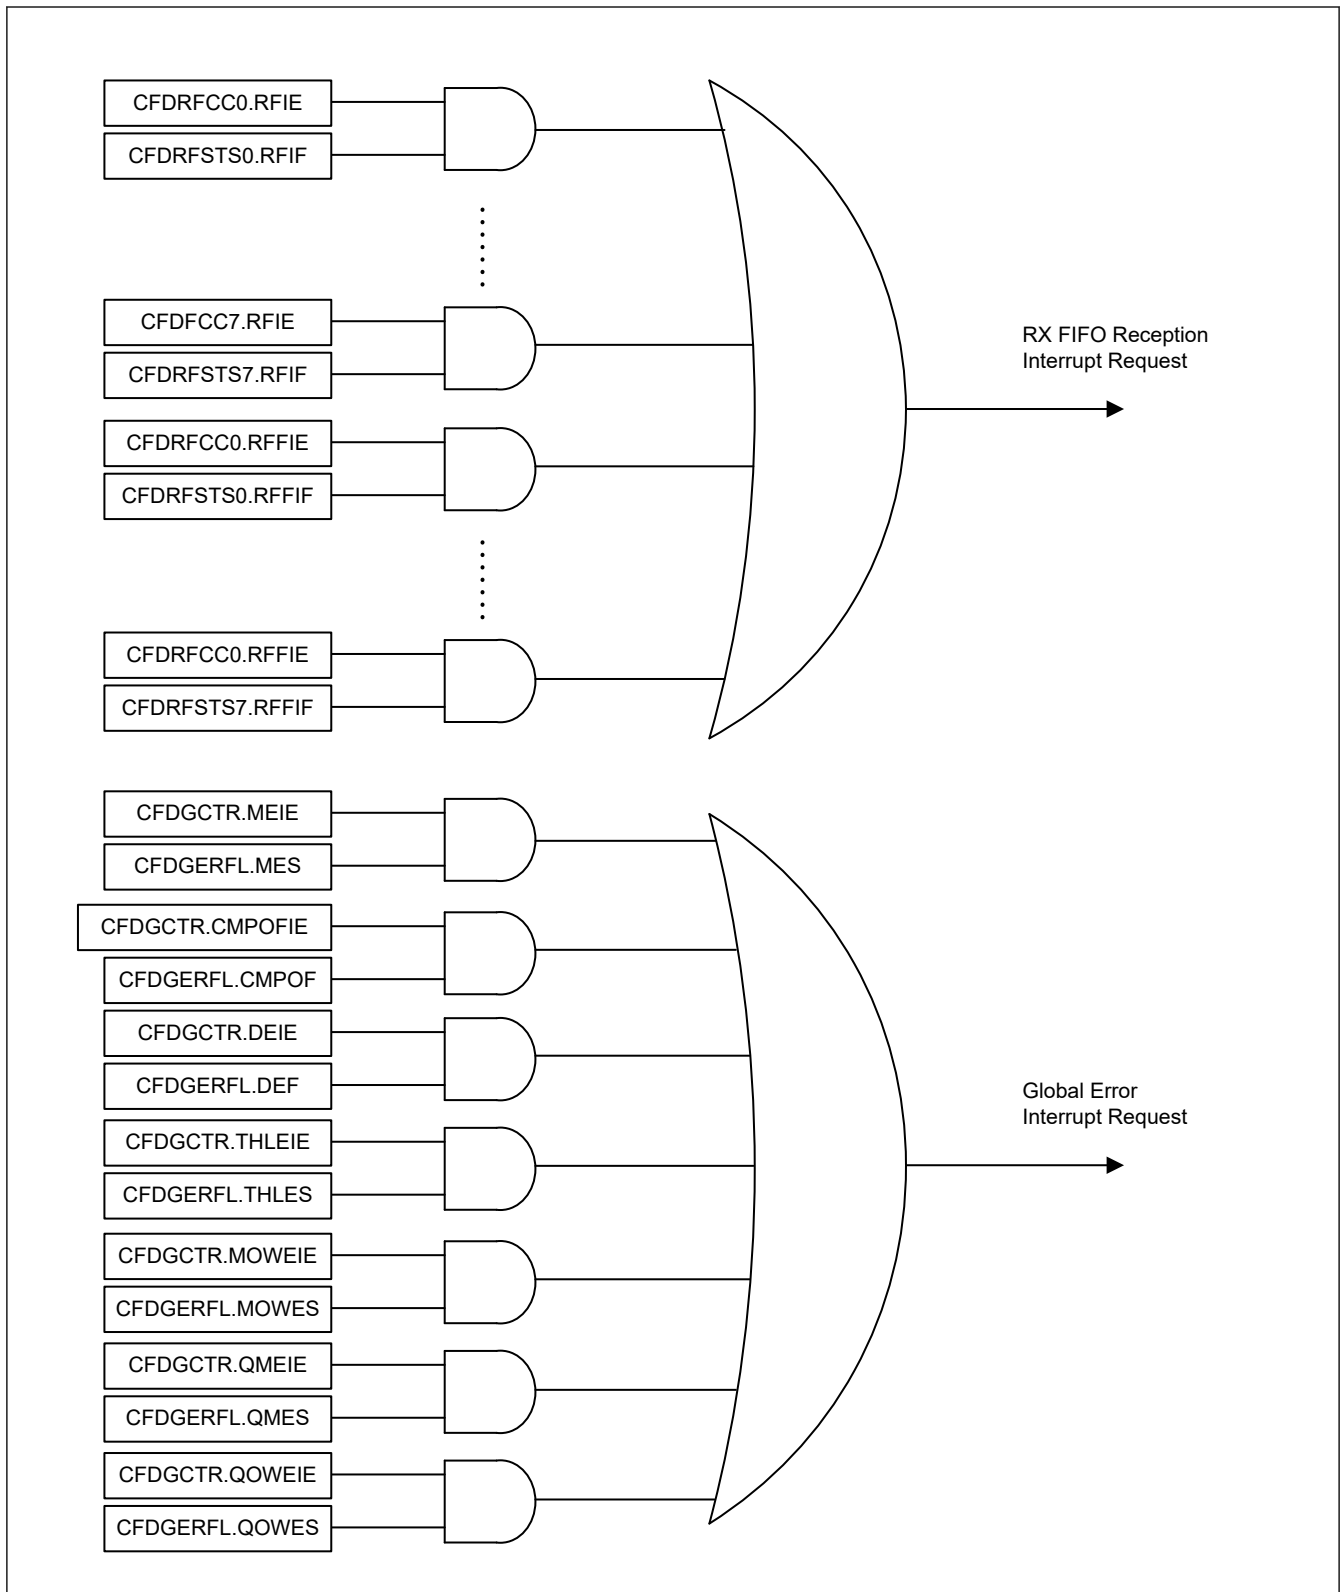 CFDRFCC0.RFIE
CFDRFSTS0.RFIF
CFDFCC7.RFIE
CFDRFSTS7.RFIF
RX FIFO Reception
Interrupt Request
CFDRFCC0.RFFIE
CFDRFSTS0.RFFIF
CFDRFCC0.RFFIE
CFDRFSTS7.RFFIF
CFDGCTR.MEIE
CFDGERFL.MES
CFDGCTR.CMPOFIE
CFDGERFL.CMPOF
CFDGCTR.DEIE
CFDGERFL.DEF
Global Error
Interrupt Request
CFDGCTR.THLEIE
CFDGERFL.THLES
CFDGCTR.MOWEIE
CFDGERFL.MOWES
CFDGCTR.QMEIE
CFDGERFL.QMES
CFDGCTR.QOWEIE
CFDGERFL.QOWES